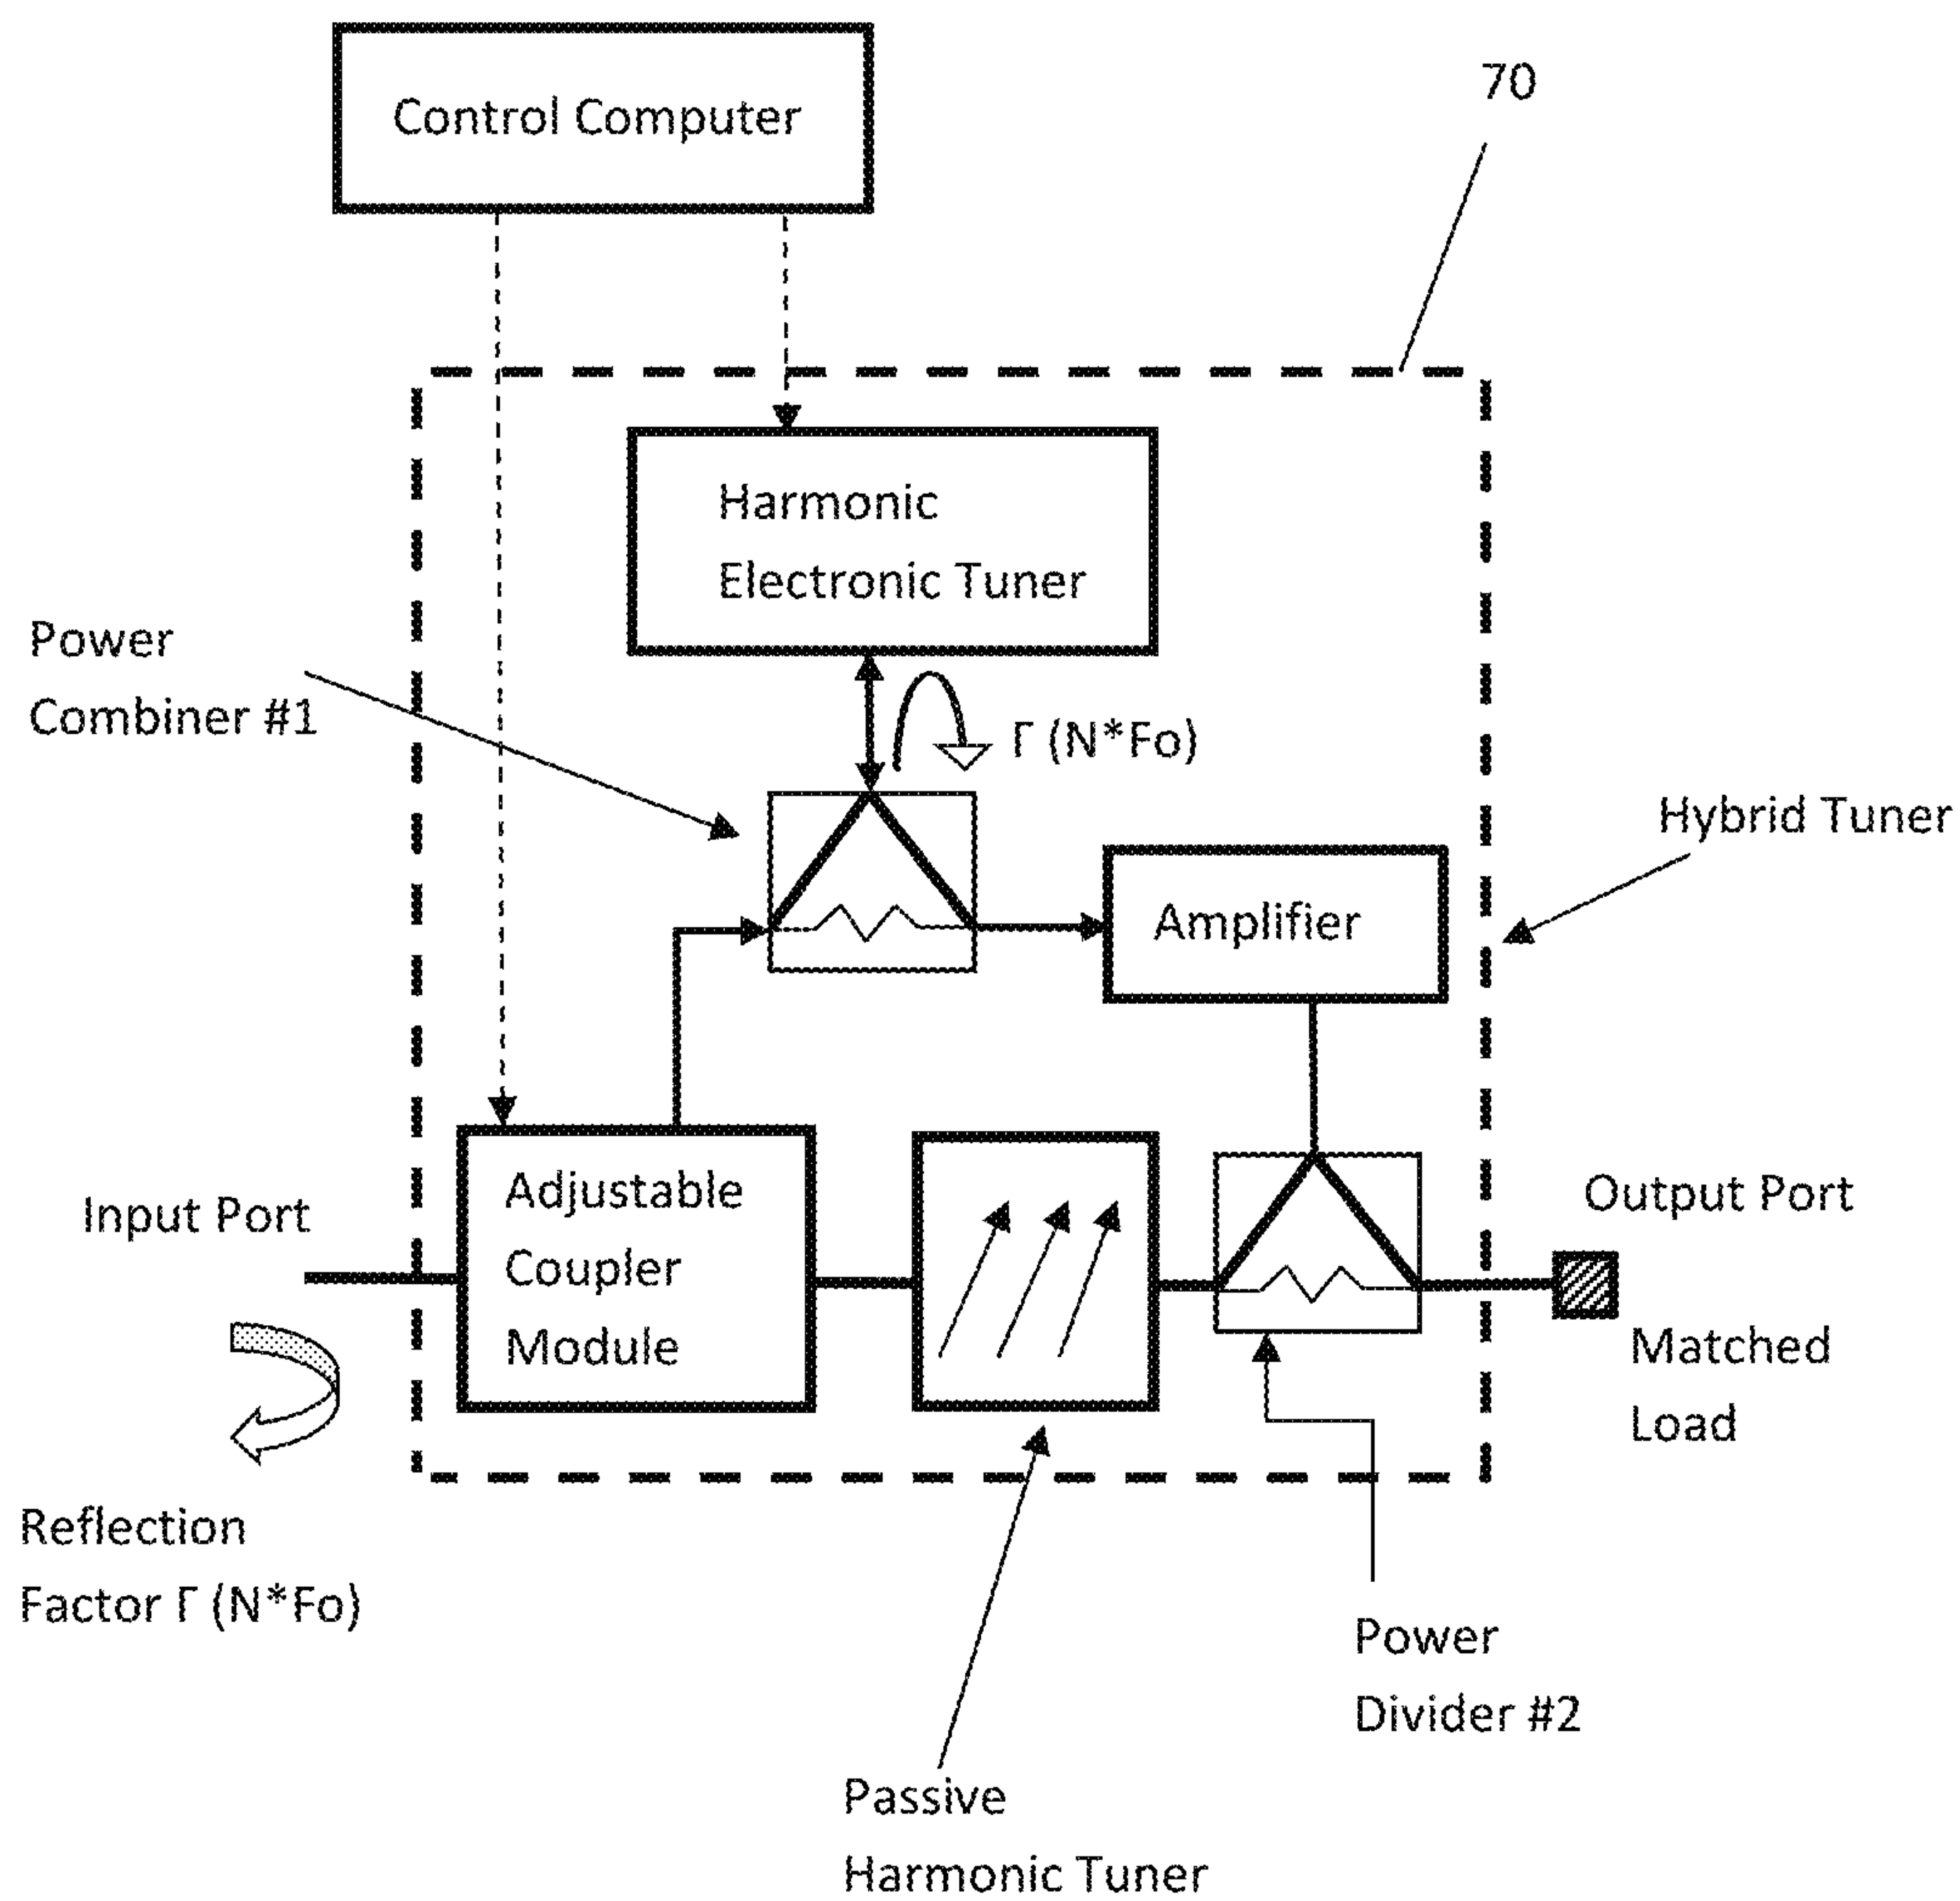 Control Computer
70
Harmonic
Electronic Tuner
Power
Combiner #1
Γ (N*Fo)
Hybrid Tuner
Amplifier
Adjustable
Coupler
Module
Input Port
Output Port
Matched
Load
Reflection
Factor Γ (N*Fo)
Power
Divider #2
Passive
Harmonic Tuner